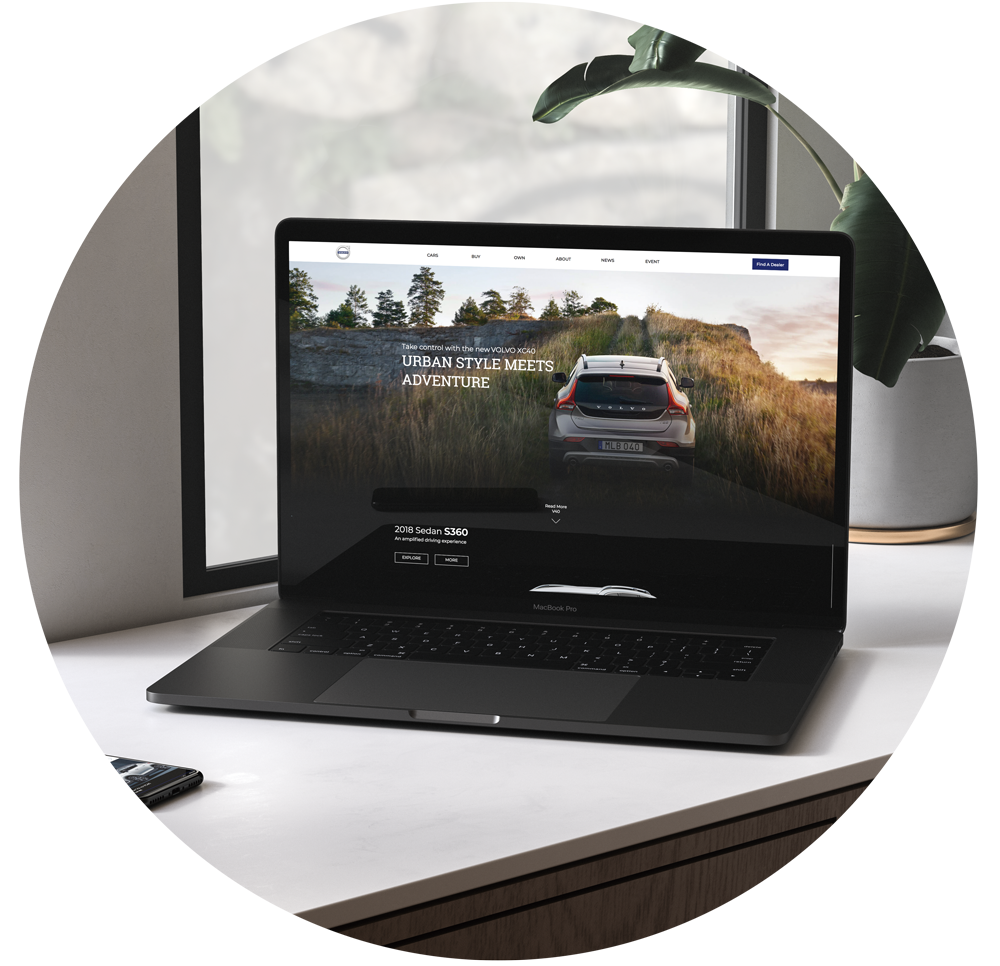 VOLVO
CARS BUY OWN ABOUT NEWS EVENT Find A Dealer
Take control with the new VOLVO XC40
URBAN STYLE MEETS
ADVENTURE
VOLVO
MLB 040
Read More
V40
2018 Sedan S360
An amplified driving experience
EXPLORE MORE
MacBook Pro